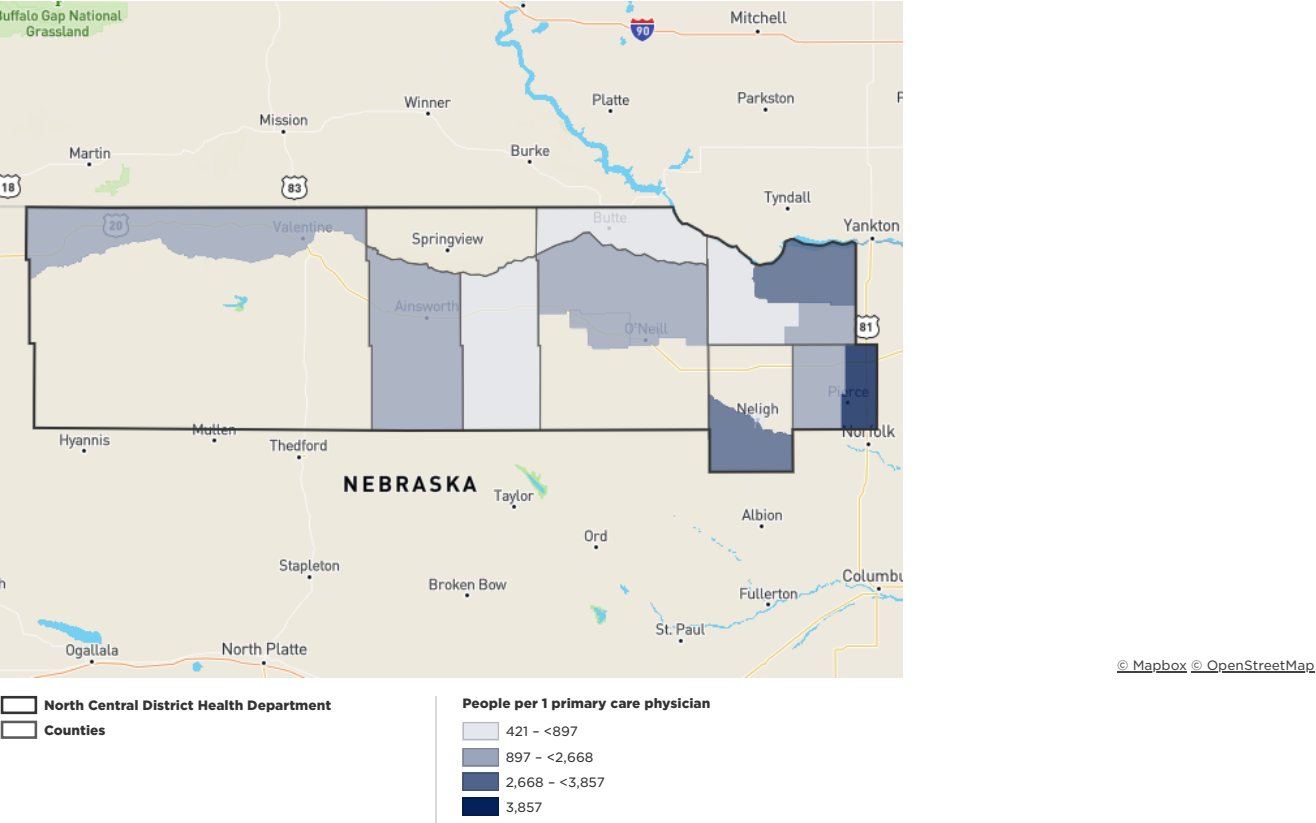 Buffalo Gap National
Grassland
90
Mitchell
Winner
Platte
Parkston
Mission
Martin
Burke
18
83
Tyndall
20
Valentine
Springview
Butte
Yankton
Ainsworth
O'Neill
81
Pierce
Neligh
Hyannis
Mullen
Thedford
Norfolk
NEBRASKA
Taylor
Albion
Ord
Stapleton
Broken Bow
Columbu
Fullerton
St. Paul
Ogallala
North Platte
© Mapbox © OpenStreetMap
North Central District Health Department
Counties
People per 1 primary care physician
421 – <897
897 – <2,668
2,668 – <3,857
3,857